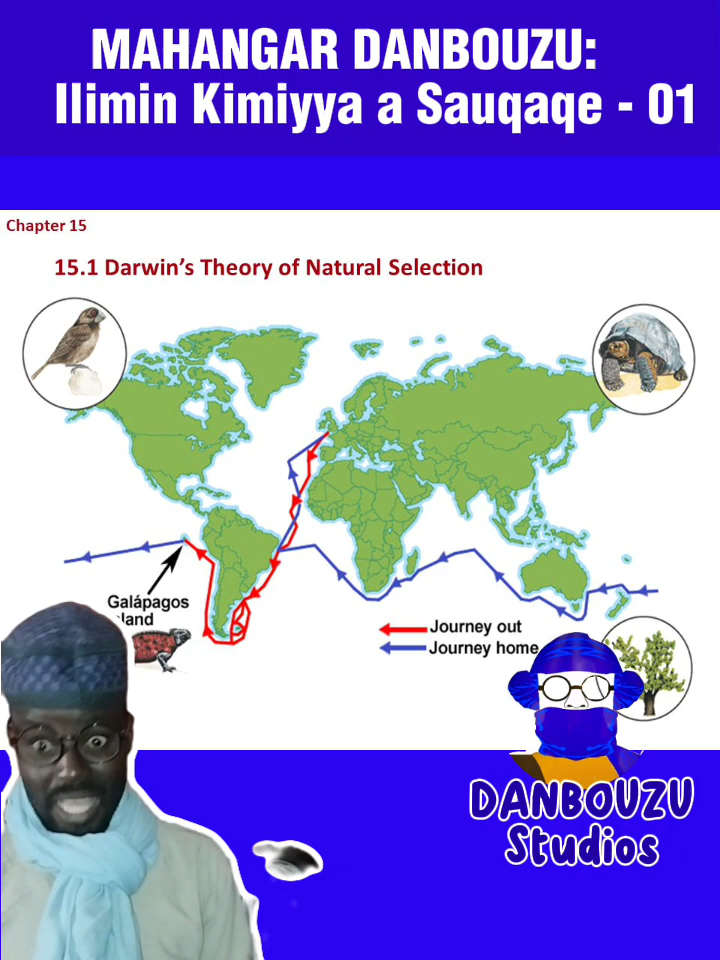 MAHANGAR DANBOUZU:
Ilimin Kimiyya a Sauqaqe - 01
Chapter 15
15.1 Darwin’s Theory of Natural Selection
Galápagos
land
Journey out
Journey home
DANBOUZU
Studios